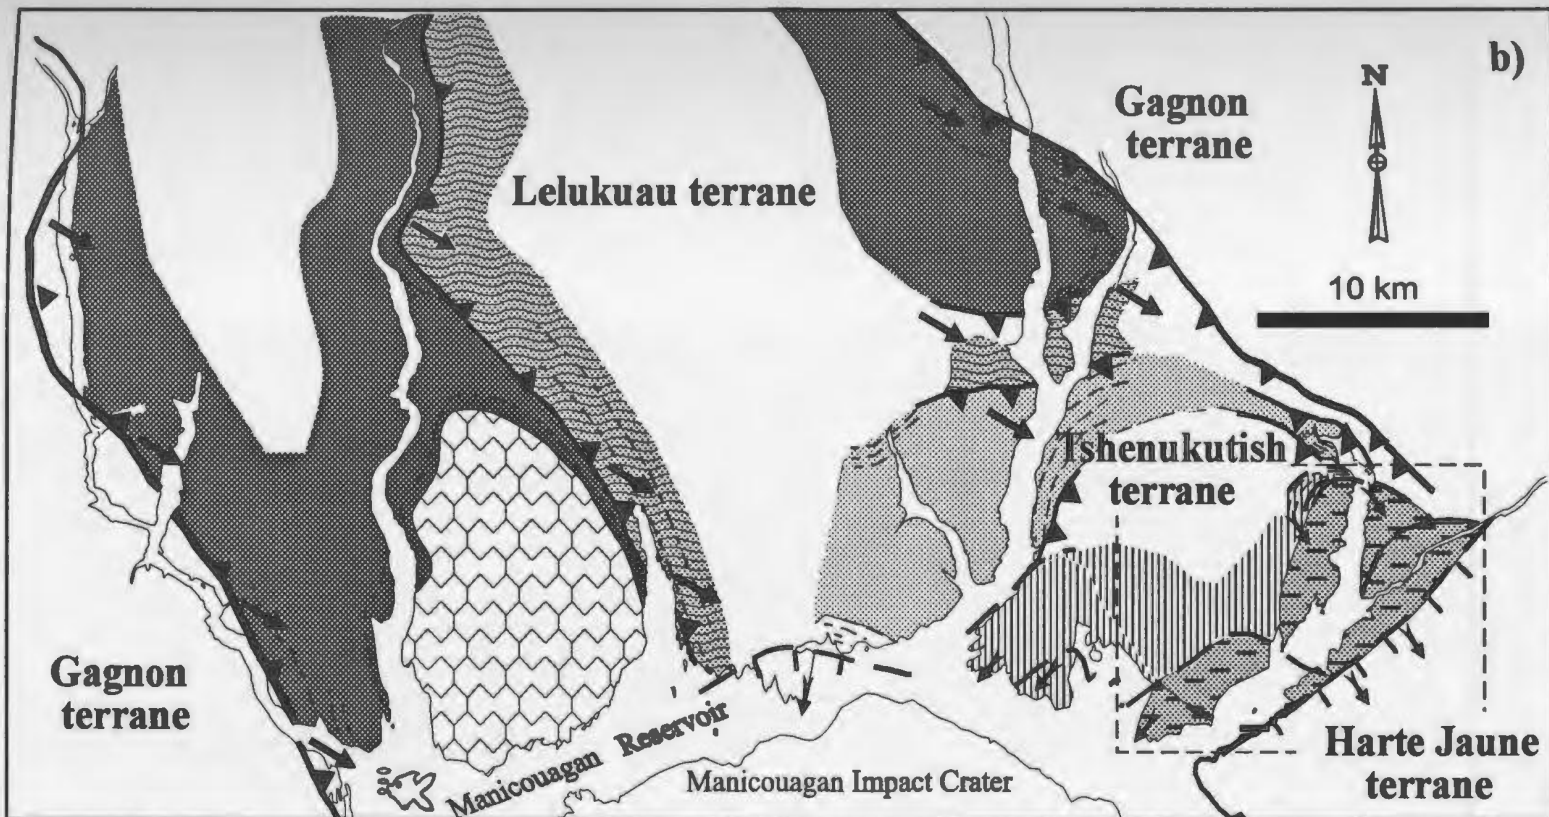 b)
N
Gagnon
terrane
Lelukuau terrane
10 km
Tshenukutish
terrane
Gagnon
terrane
Manicouagan Reservoir
Manicouagan Impact Crater
Harte Jaune
terrane